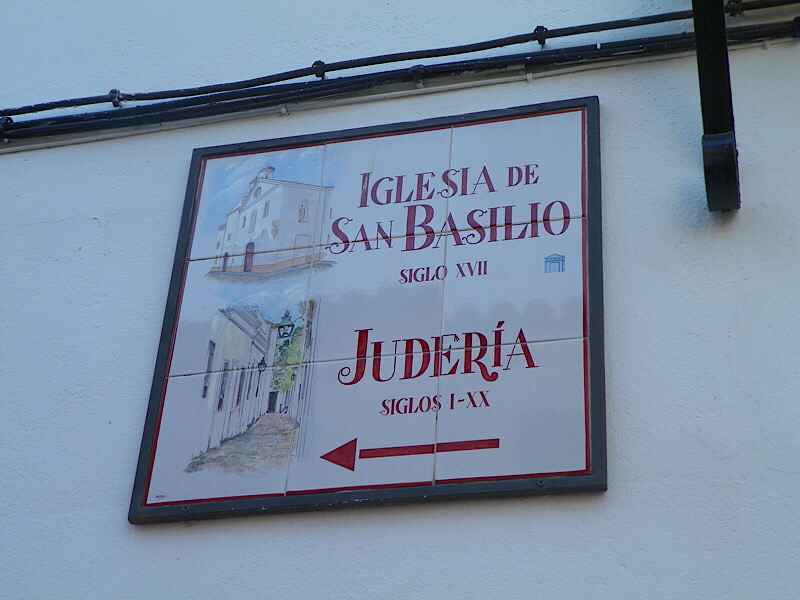 IGLESIA DE
SAN BASILIO
SIGLO XVII
JUDERÍA
SIGLOS I-XX